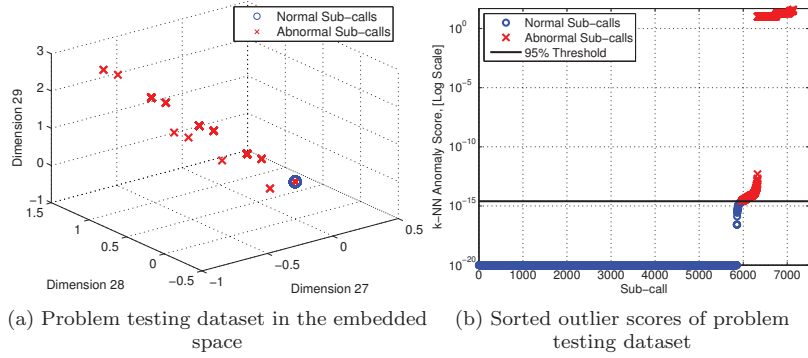 Normal Sub−calls
Abnormal Sub−calls
3
2
1
0
−1
Dimension 29
1.5
1
0.5
0
−0.5
Dimension 28
−1
−0.5
0
0.5
Dimension 27
(a) Problem testing dataset in the embedded
space
Normal Sub−calls
Abnormal Sub−calls
95% Threshold
k−NN Anomaly Score, [Log Scale]
10^0
10^−5
10^−10
10^−15
10^−20
0 1000 2000 3000 4000 5000 6000 7000
Sub−call
(b) Sorted outlier scores of problem
testing dataset